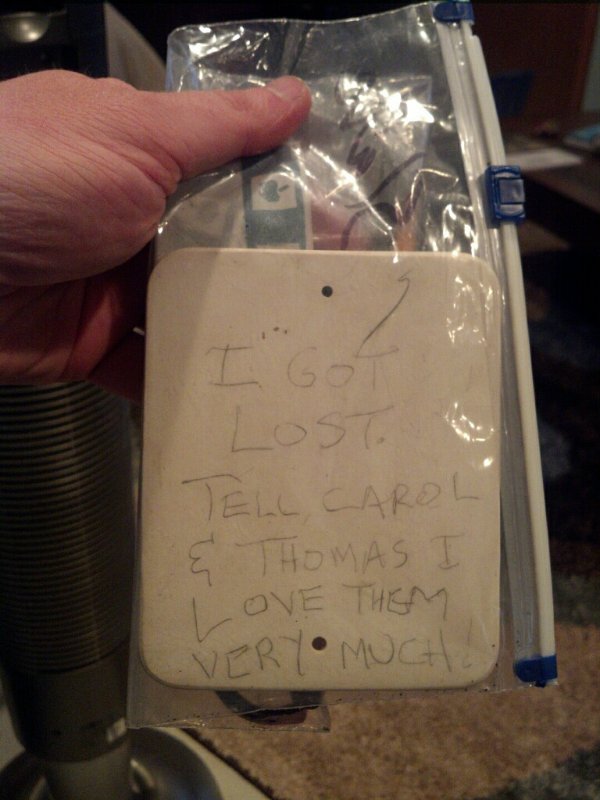 I GOT
LOST.
TELL CAROL
& THOMAS I
LOVE THEM
VERY MUCH!